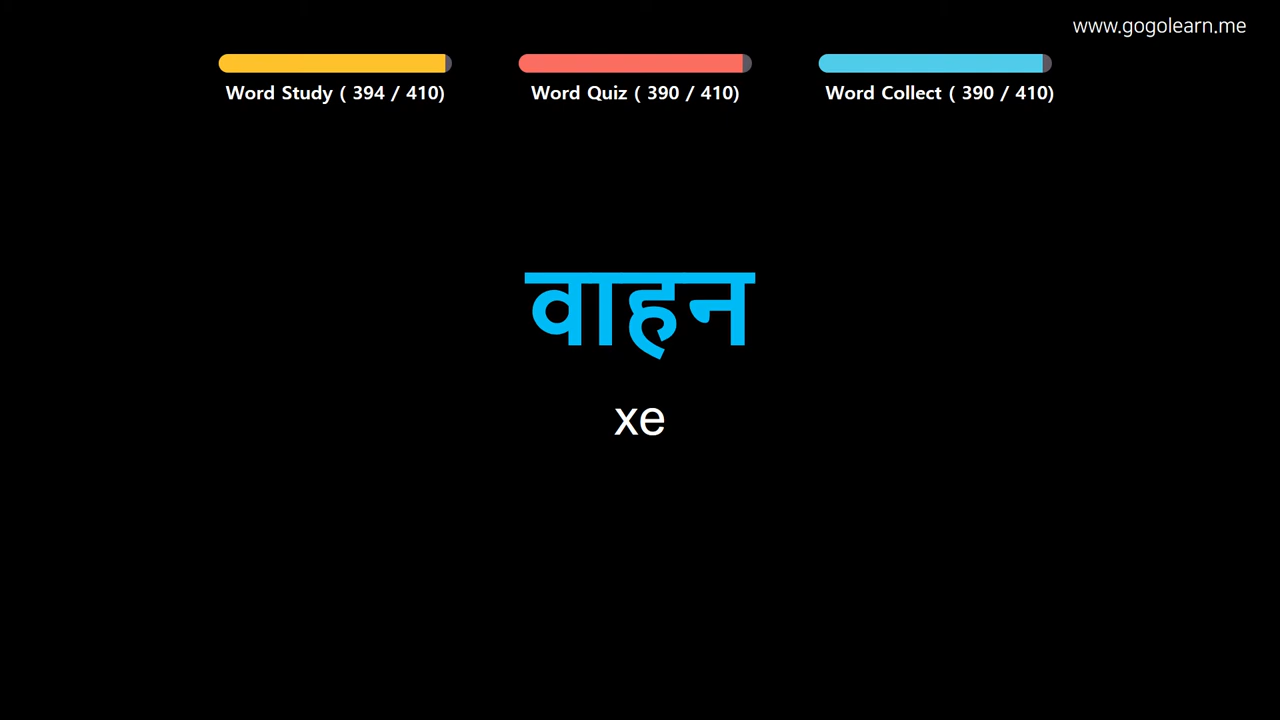 www.gogolearn.me
Word Study ( 394 / 410)
Word Quiz ( 390 / 410)
Word Collect ( 390 / 410)
वाहन
xe